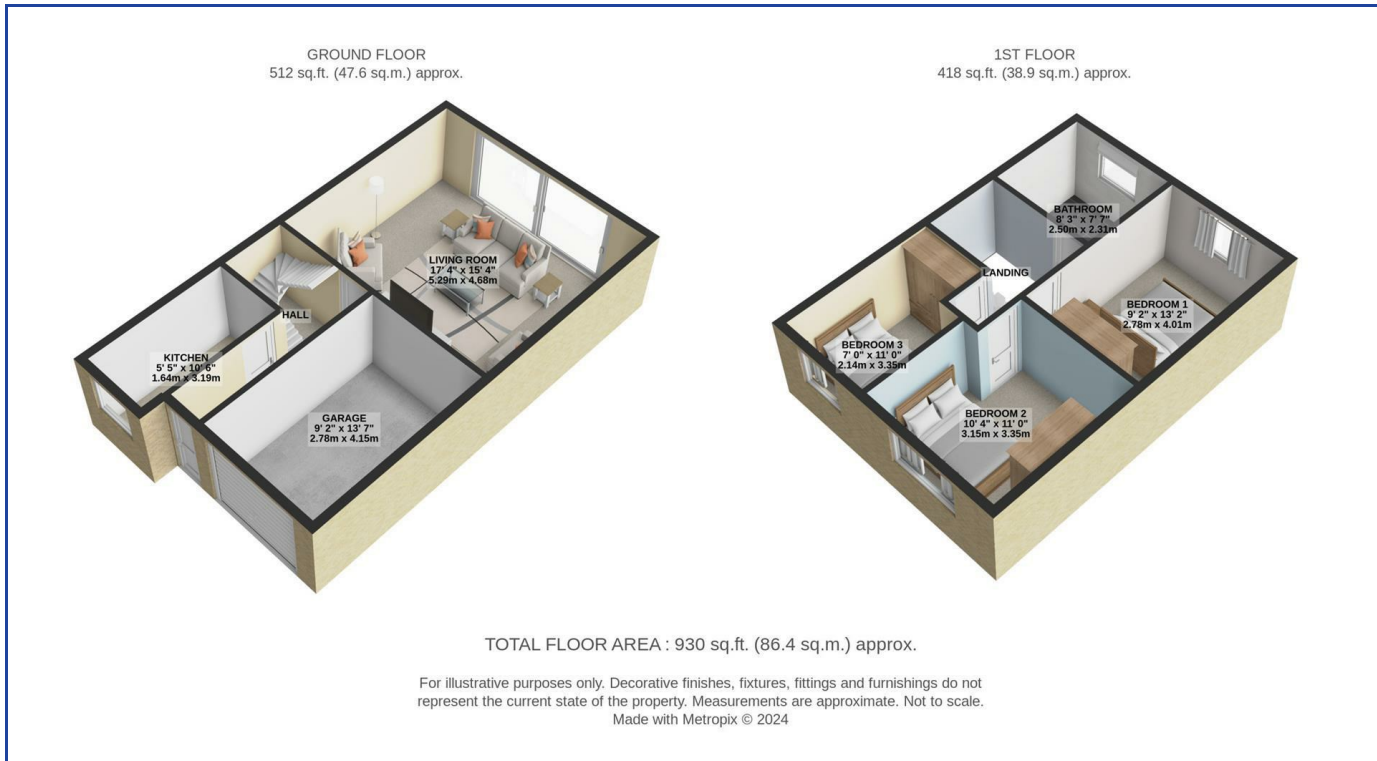 GROUND FLOOR
512 sq.ft. (47.6 sq.m.) approx.
1ST FLOOR
418 sq.ft. (38.9 sq.m.) approx.
LIVING ROOM
17' 4" x 15' 4"
5.29m x 4.68m
HALL
KITCHEN
5' 5" x 10' 6"
1.64m x 3.19m
GARAGE
9' 2" x 13' 7"
2.78m x 4.15m
BATHROOM
8' 3" x 7' 7"
2.50m x 2.31m
LANDING
BEDROOM 1
9' 2" x 13' 2"
2.78m x 4.01m
BEDROOM 3
7' 0" x 11' 0"
2.14m x 3.35m
BEDROOM 2
10' 4" x 11' 0"
3.15m x 3.35m
TOTAL FLOOR AREA : 930 sq.ft. (86.4 sq.m.) approx.
For illustrative purposes only. Decorative finishes, fixtures, fittings and furnishings do not
represent the current state of the property. Measurements are approximate. Not to scale.
Made with Metropix © 2024